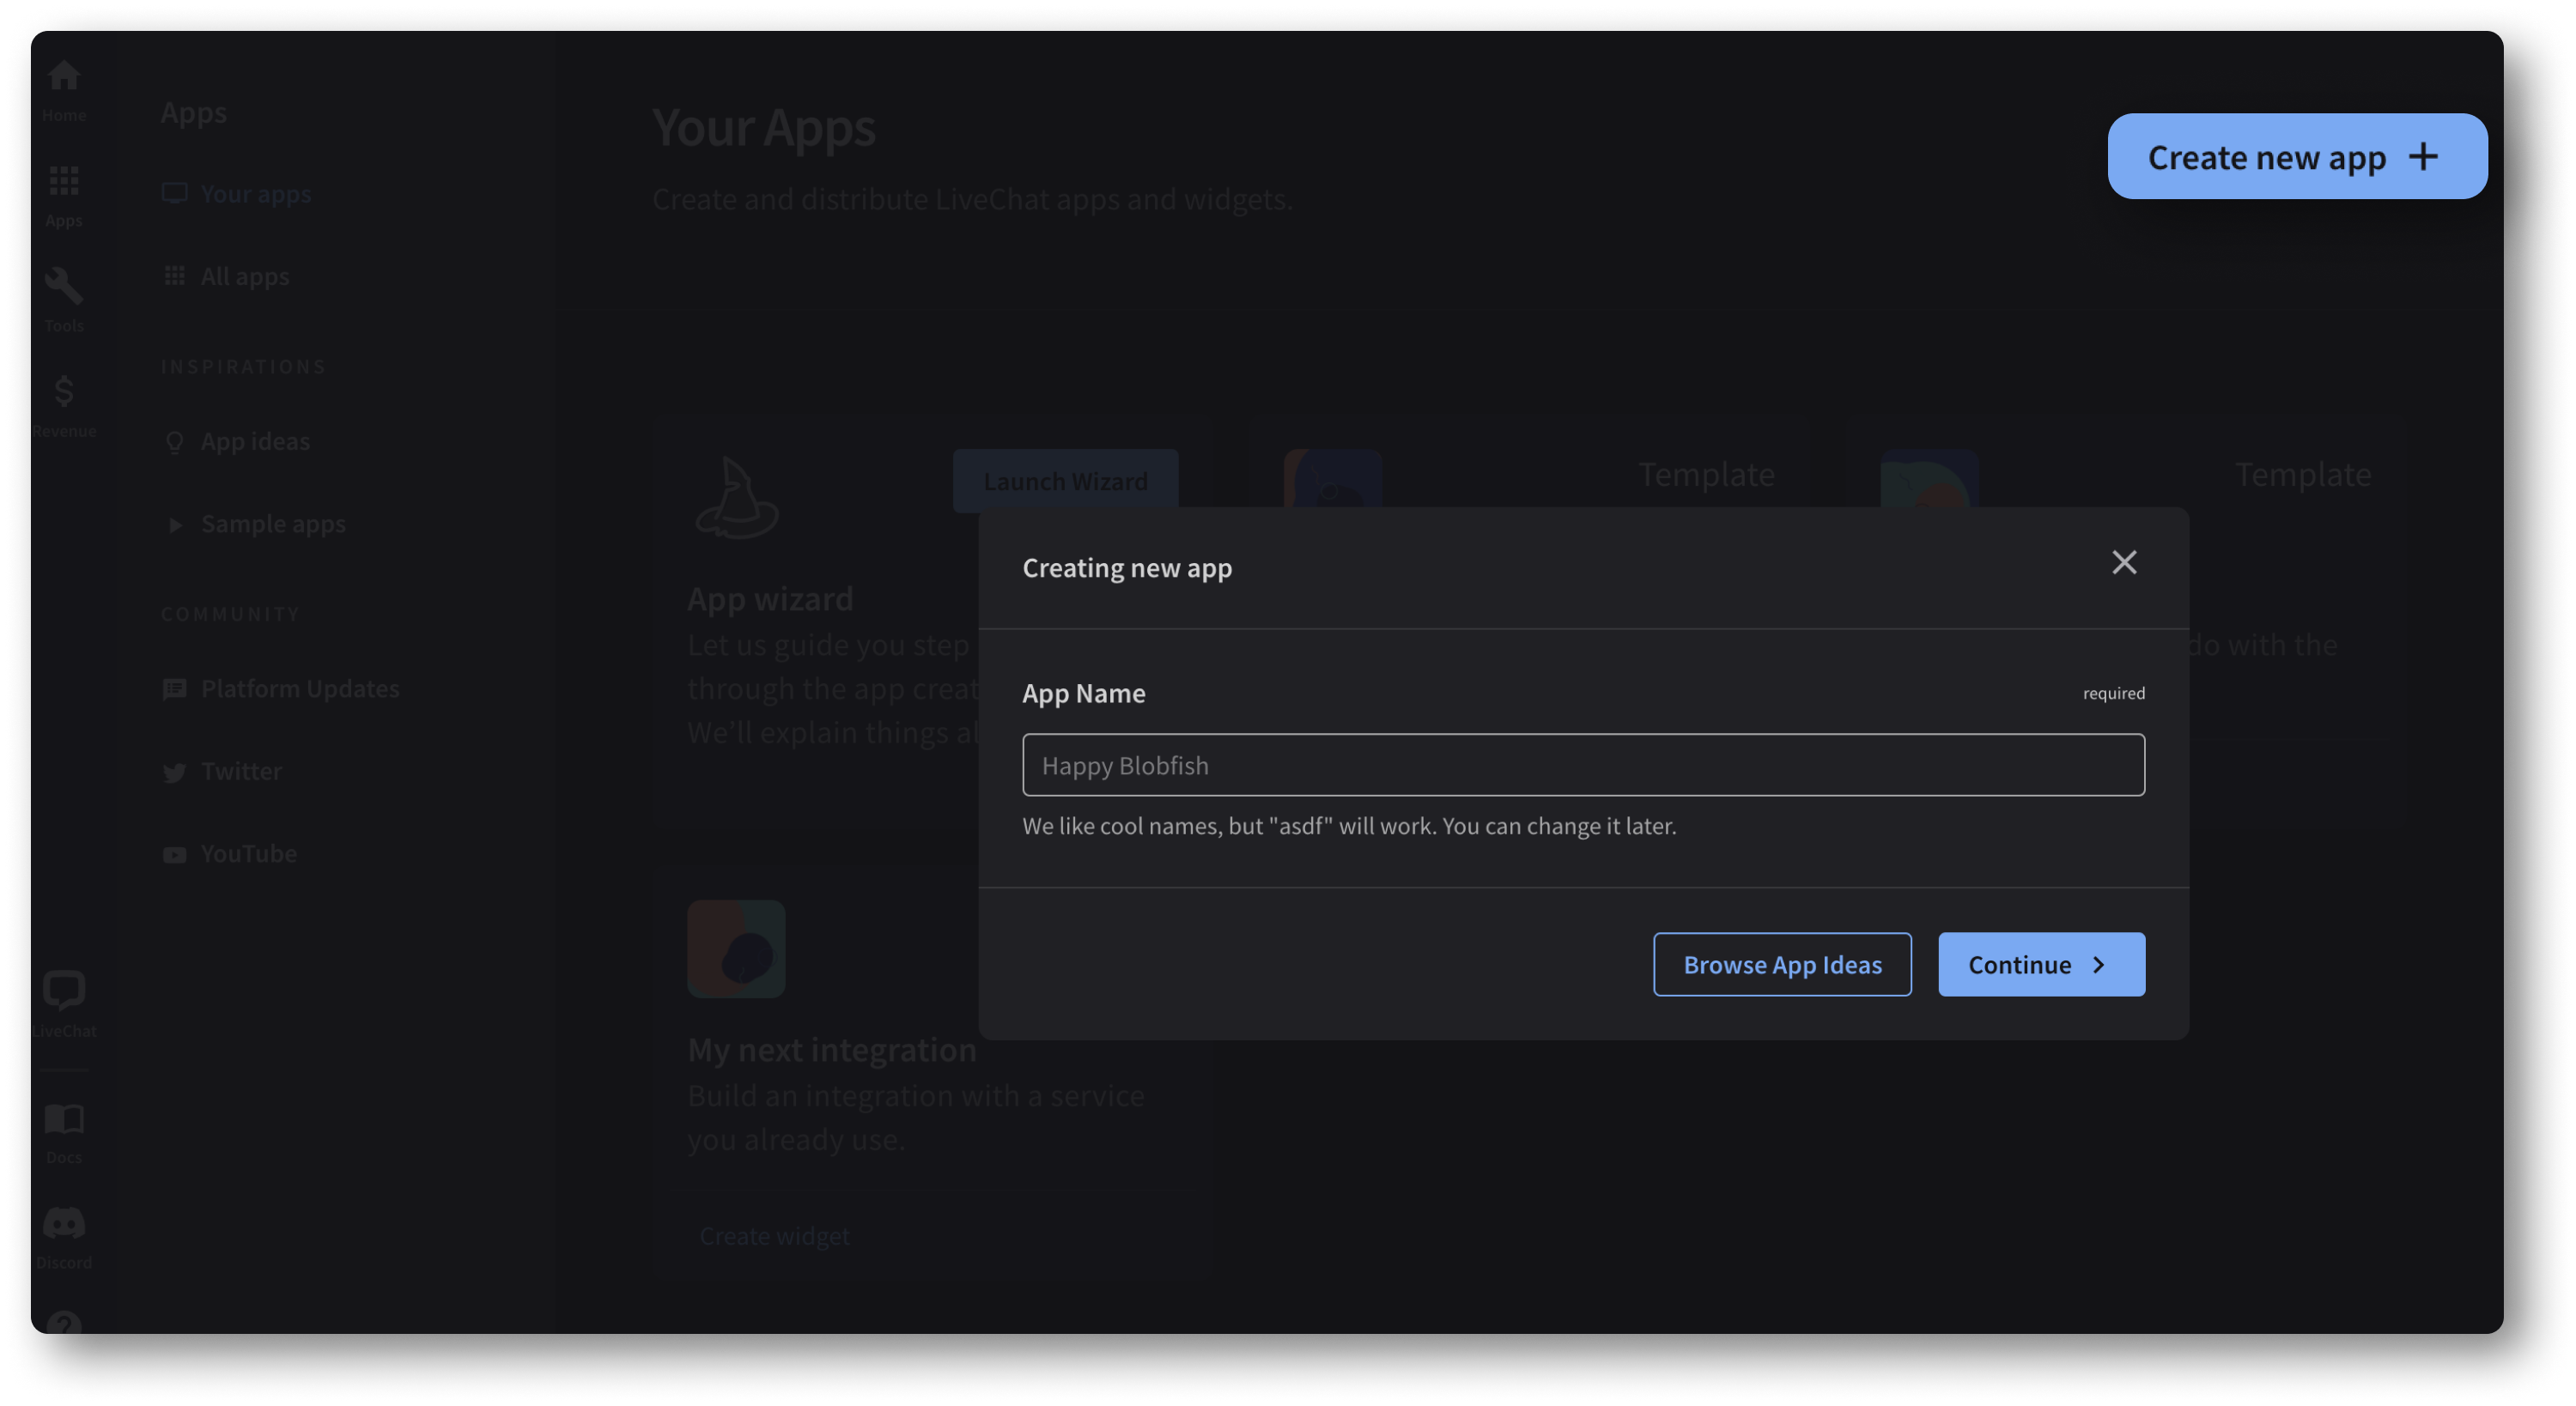 Home
Apps
Tools
Revenue
LiveChat
Docs
Discord
Apps
Your apps
All apps
INSPIRATIONS
App ideas
Sample apps
COMMUNITY
Platform Updates
Twitter
YouTube
Your Apps
Create and distribute LiveChat apps and widgets.
Create new app
Launch Wizard
App wizard
Let us guide you step
through the app creat
We'll explain things al
Template
Template
do with the
My next integration
Build an integration with a service
you already use.
Create widget
Creating new app
App Name
required
Happy Blobfish
We like cool names, but "asdf" will work. You can change it later.
Browse App Ideas
Continue